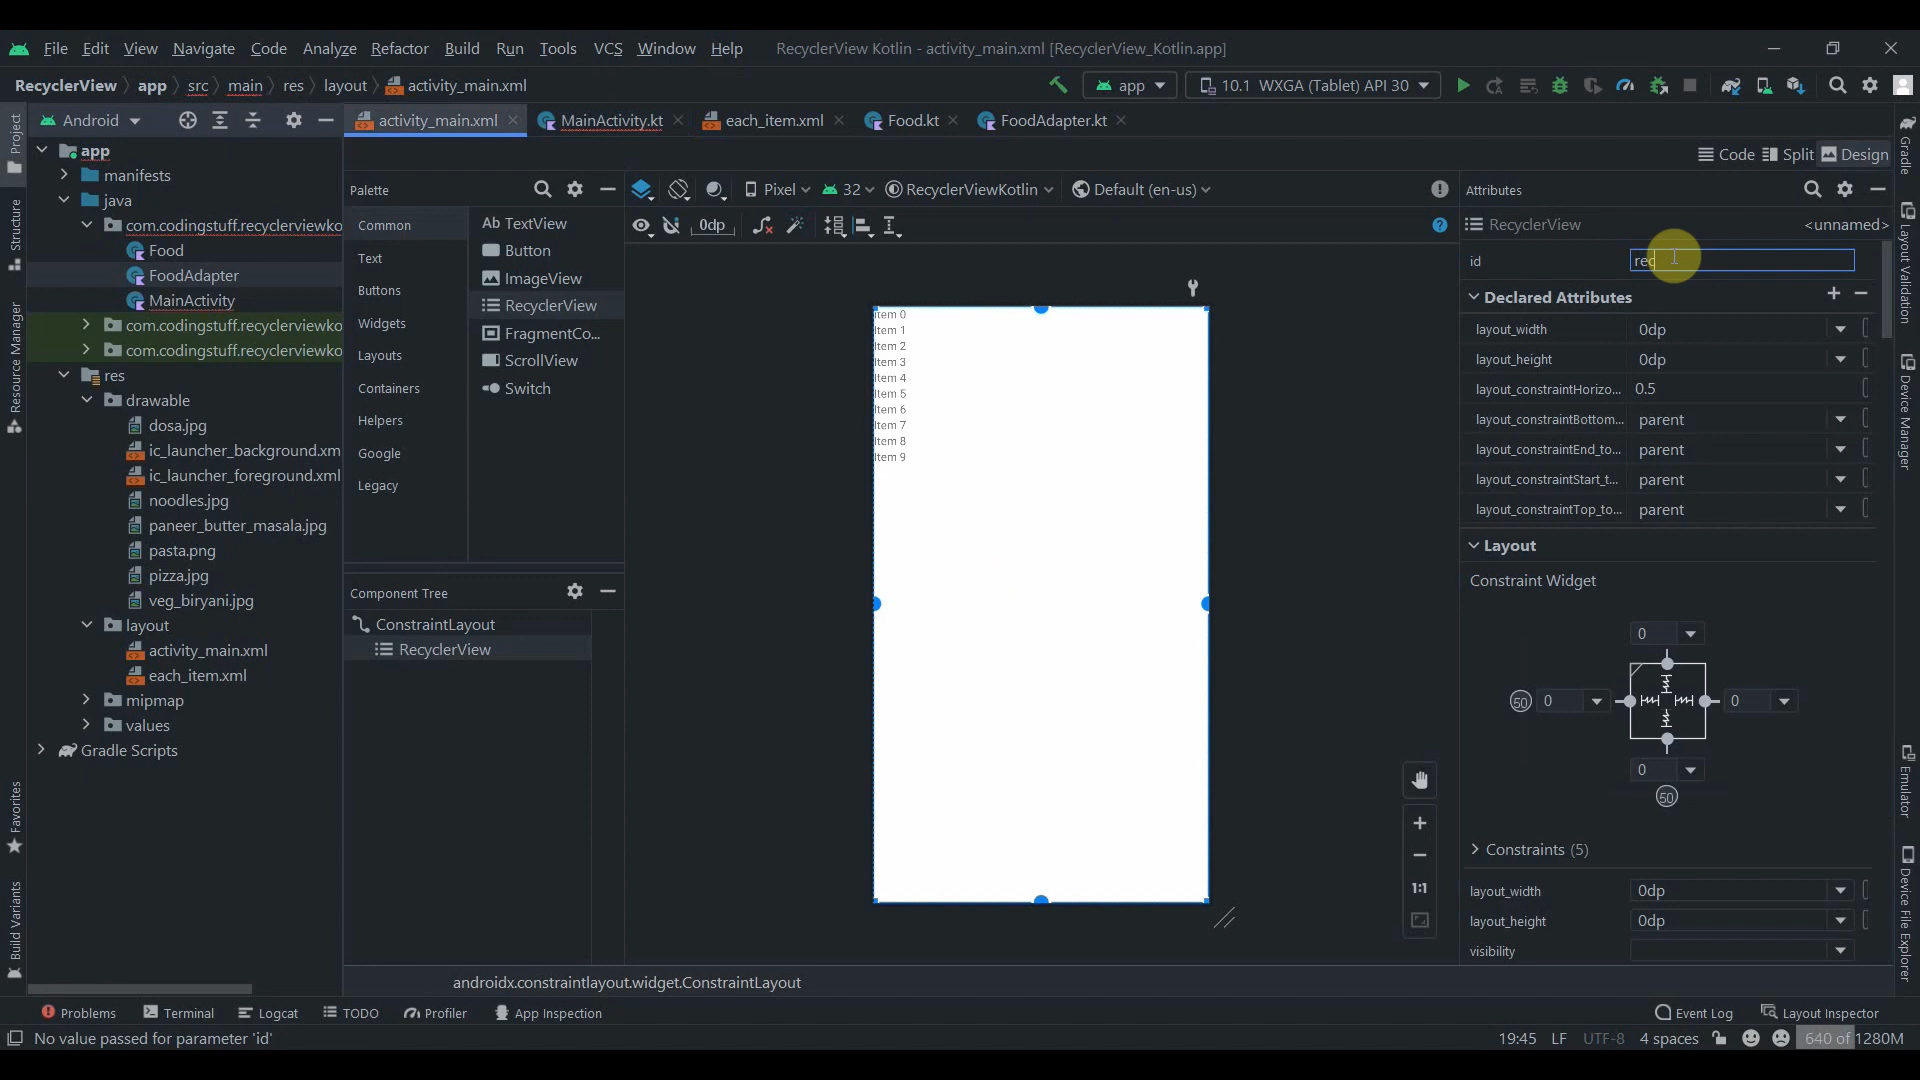 File Edit View Navigate Code Analyze Refactor Build Run Tools VCS Window Help RecyclerView Kotlin - activity_main.xml [RecyclerView_Kotlin.app]
RecyclerView app src main res layout activity_main.xml app 10.1 WXGA (Tablet) API 30
Android activity_main.xml MainActivity.kt each_item.xml Food.kt FoodAdapter.kt
Code Split Design
Project
Structure
Resource Manager
Favorites
Build Variants
app
manifests
java
com.codingstuff.recyclerviewko
Food
FoodAdapter
MainActivity
com.codingstuff.recyclerviewko
com.codingstuff.recyclerviewko
res
drawable
dosa.jpg
ic_launcher_background.xm
ic_launcher_foreground.xml
noodles.jpg
paneer_butter_masala.jpg
pasta.png
pizza.jpg
veg_biryani.jpg
layout
activity_main.xml
each_item.xml
mipmap
values
Gradle Scripts
Palette
Common
Text
Buttons
Widgets
Layouts
Containers
Helpers
Google
Legacy
Ab TextView
Button
ImageView
RecyclerView
FragmentCo...
ScrollView
Switch
Component Tree
ConstraintLayout
RecyclerView
Pixel 32 RecyclerViewKotlin Default (en-us)
0dp
Item 0
Item 1
Item 2
Item 3
Item 4
Item 5
Item 6
Item 7
Item 8
Item 9
1:1
androidx.constraintlayout.widget.ConstraintLayout
Attributes
RecyclerView <unnamed>
id rec
Declared Attributes
layout_width 0dp
layout_height 0dp
layout_constraintHorizo... 0.5
layout_constraintBottom... parent
layout_constraintEnd_to... parent
layout_constraintStart_t... parent
layout_constraintTop_to... parent
Layout
Constraint Widget
0
50 0 0
0
50
Constraints (5)
layout_width 0dp
layout_height 0dp
visibility
Gradle
Layout Validation
Device Manager
Emulator
Device File Explorer
Problems Terminal Logcat TODO Profiler App Inspection Event Log Layout Inspector
No value passed for parameter 'id' 19:45 LF UTF-8 4 spaces 640 of 1280M